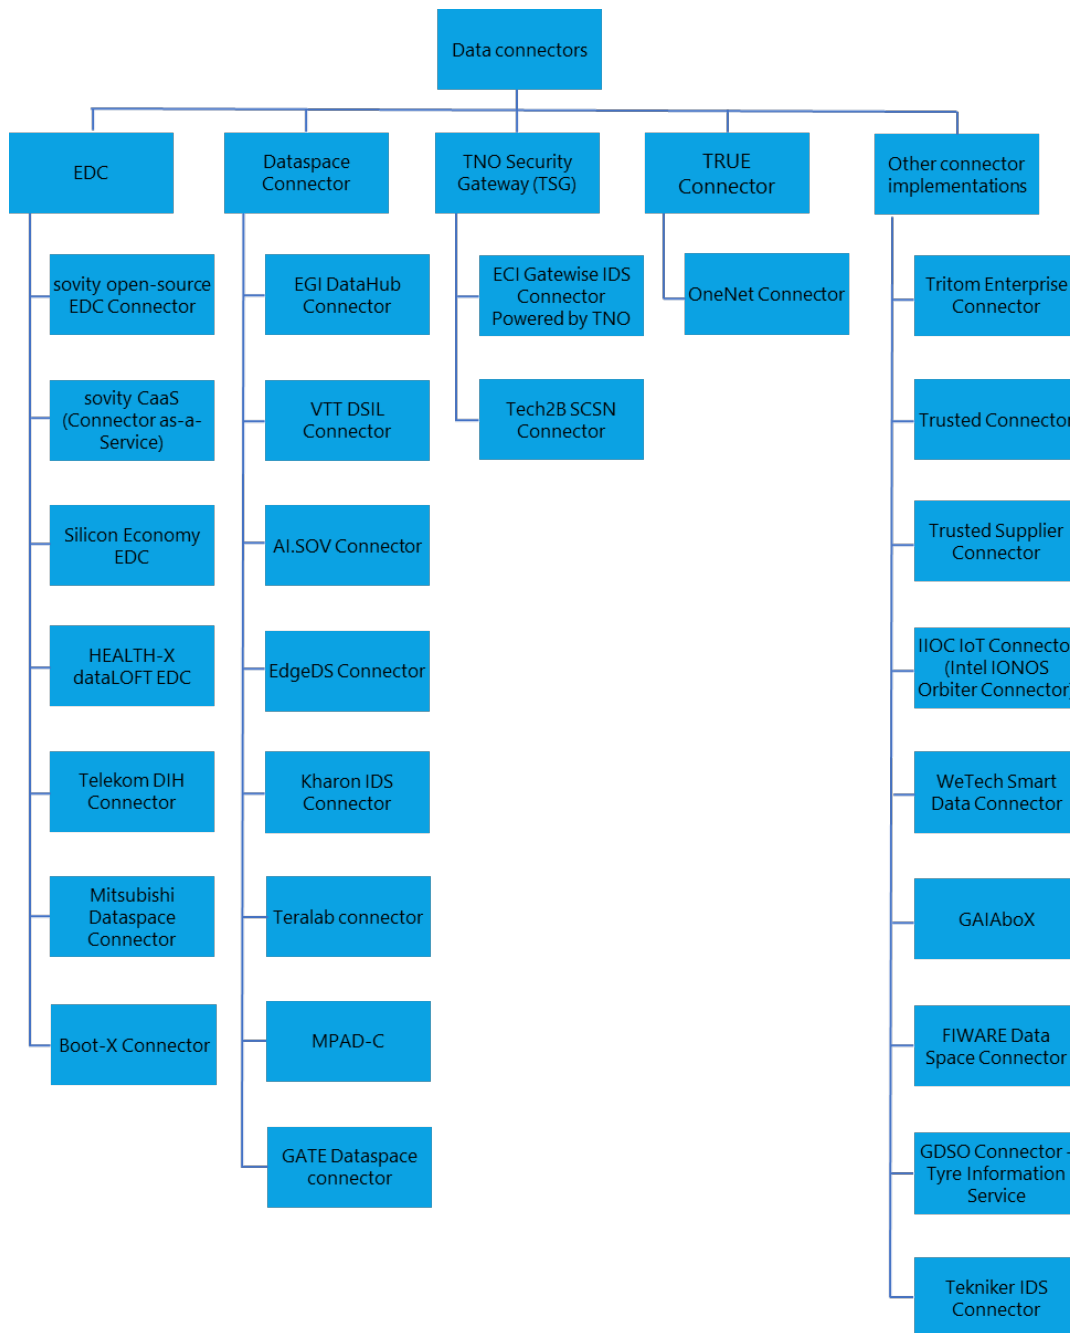 Data connectors
EDC
Dataspace
Connector
TNO Security
Gateway (TSG)
TRUE
Connector
Other connector
implementations
sovity open-source
EDC Connector
sovity CaaS
(Connector as-a-
Service)
Silicon Economy
EDC
HEALTH-X
dataLOFT EDC
Telekom DIH
Connector
Mitsubishi
Dataspace
Connector
Boot-X Connector
EGI DataHub
Connector
VTT DSIL
Connector
AI.SOV Connector
EdgeDS Connector
Kharon IDS
Connector
Teralab connector
MPAD-C
GATE Dataspace
connector
ECI Gatewise IDS
Connector
Powered by TNO
Tech2B SCSN
Connector
OneNet Connector
Tritom Enterprise
Connector
Trusted Connector
Trusted Supplier
Connector
IIOC IoT Connecto
(Intel IONOS
Orbiter Connector)
WeTech Smart
Data Connector
GAIAboX
FIWARE Data
Space Connector
GDSO Connector -
Tyre Information
Service
Tekniker IDS
Connector